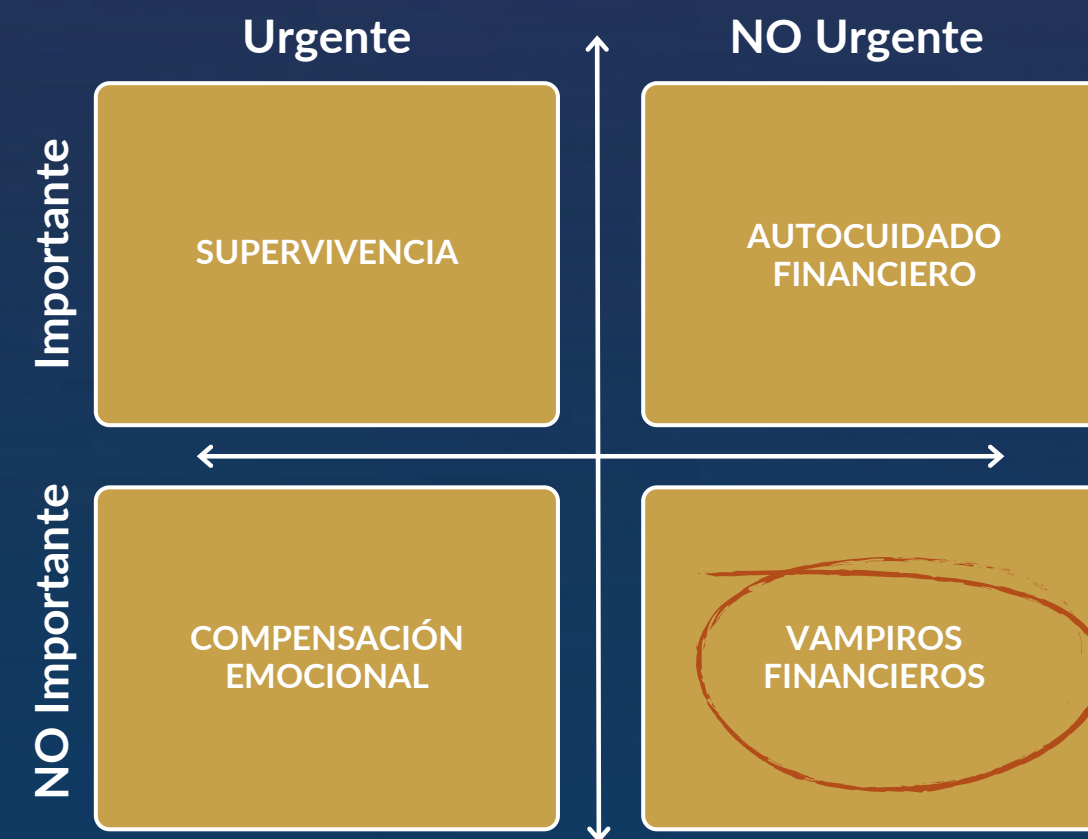 Urgente
NO Urgente
Importante
SUPERVIVENCIA
AUTOCUIDADO
FINANCIERO
NO Importante
COMPENSACIÓN
EMOCIONAL
VAMPIROS
FINANCIEROS